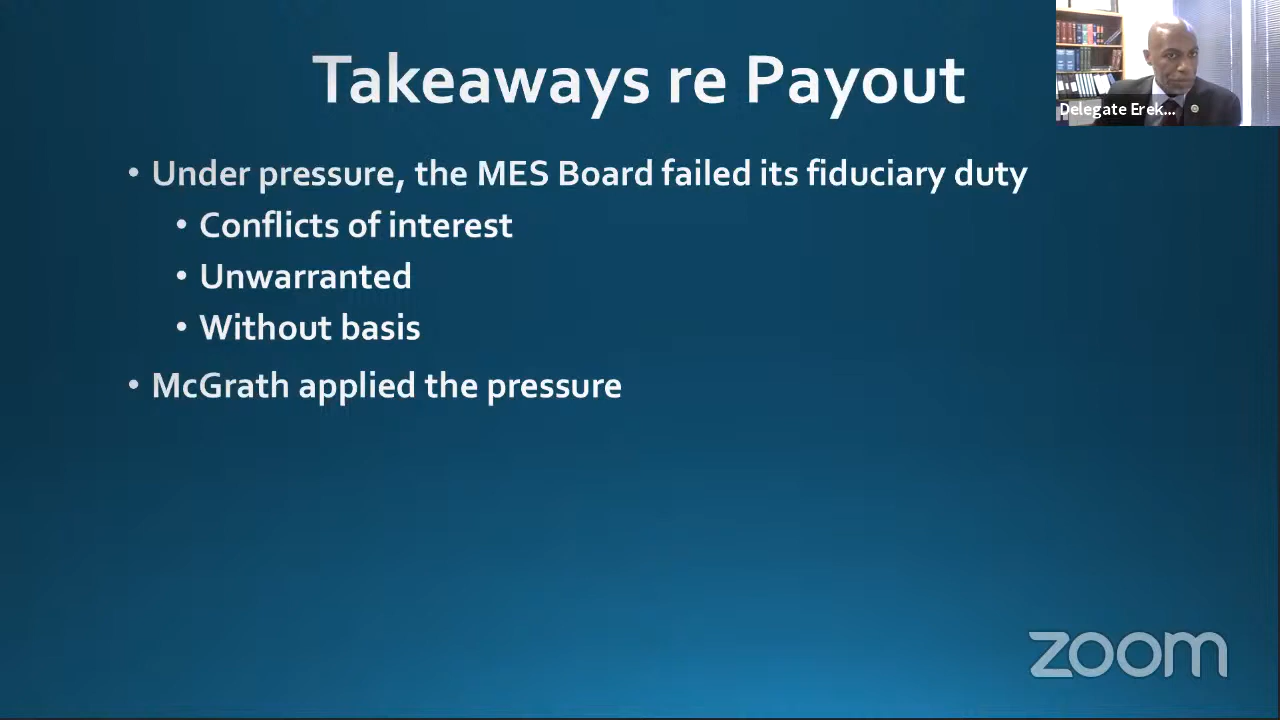 Takeaways re Payout
Delegate Erek...
• Under pressure, the MES Board failed its fiduciary duty
• Conflicts of interest
• Unwarranted
• Without basis
• McGrath applied the pressure
zoom